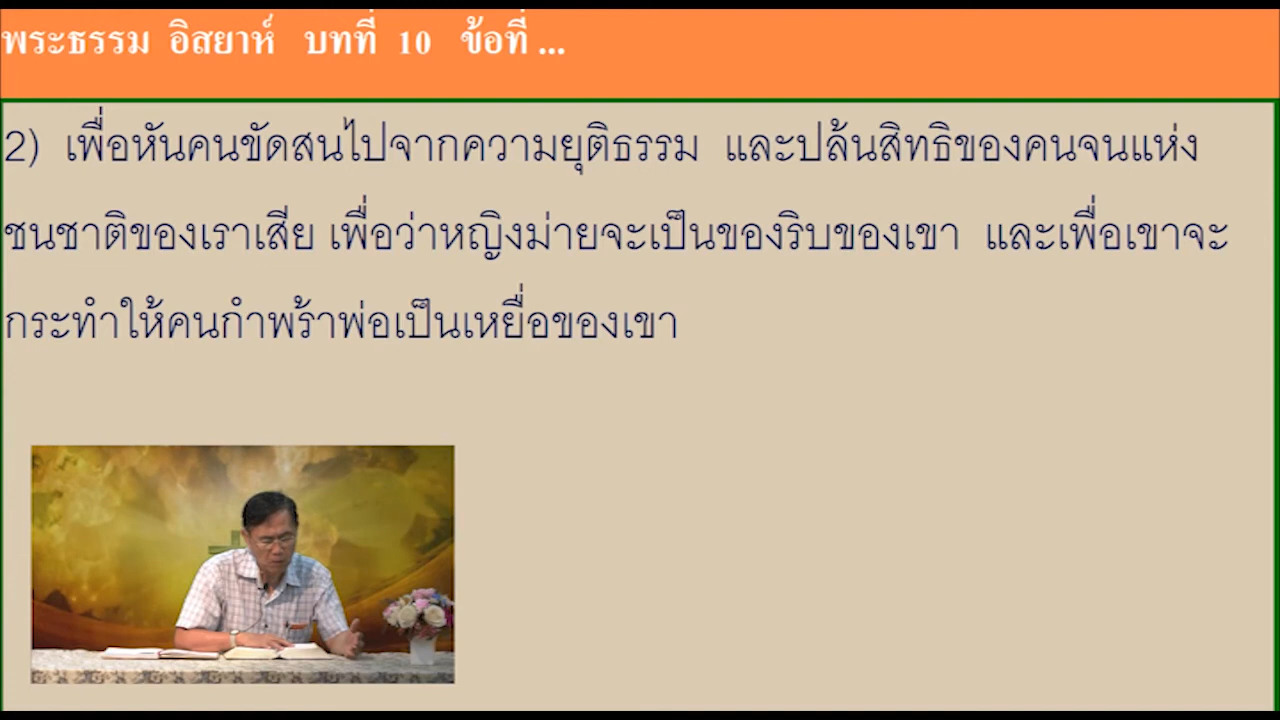 พระธรรม อิสยาห์ บทที่ 10 ข้อที่ ...
2) เพื่อหันคนขัดสนไปจากความยุติธรรม และปล้นสิทธิของคนจนแห่ง
ชนชาติของเราเสีย เพื่อว่าหญิงม่ายจะเป็นของริบของเขา และเพื่อเขาจะ
กระทำให้คนกำพร้าพ่อเป็นเหยื่อของเขา